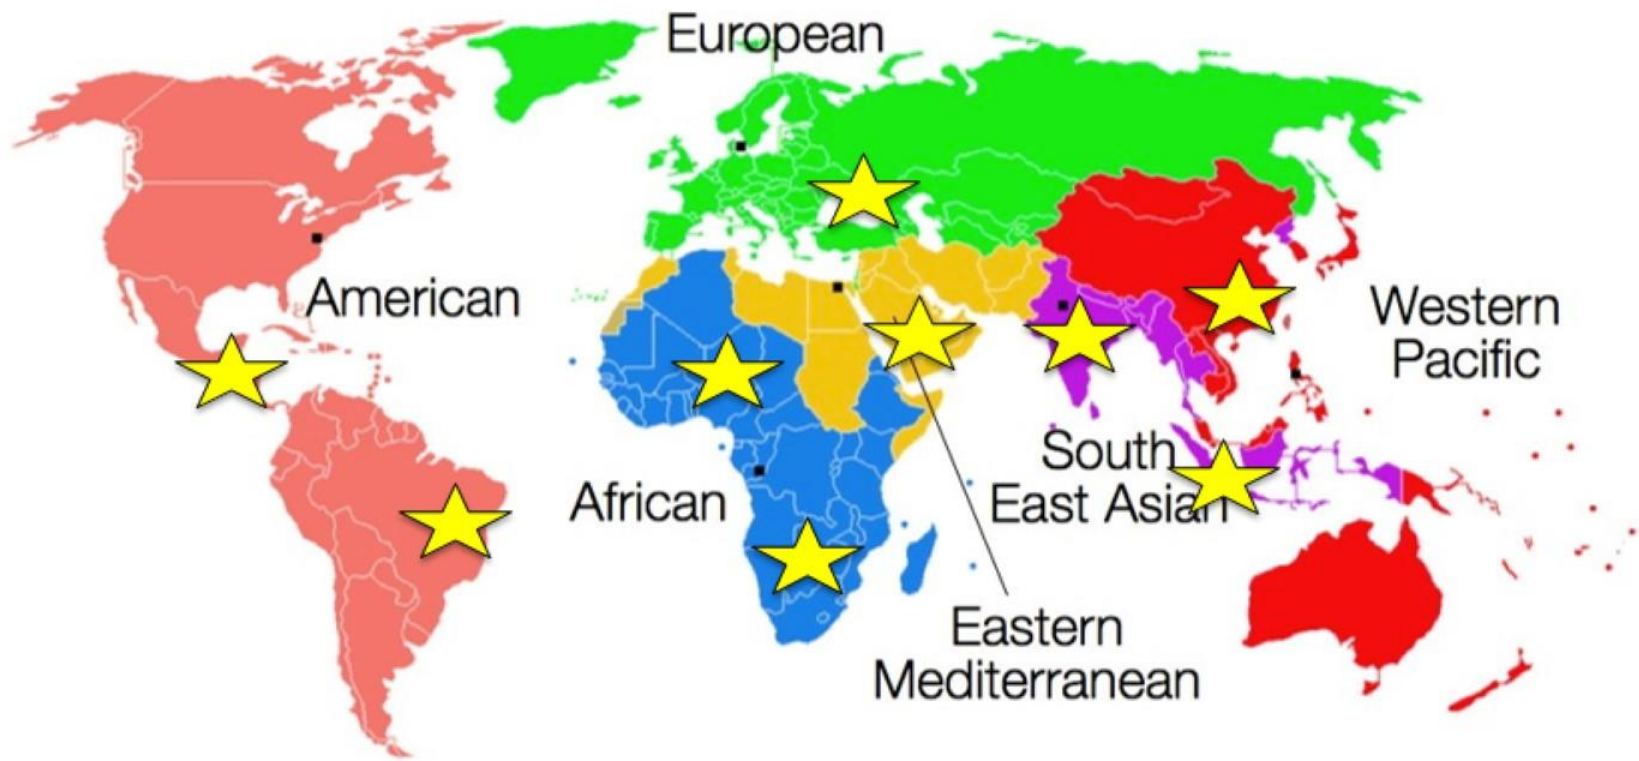 European
American
Western
Pacific
South
East Asian
African
Eastern
Mediterranean